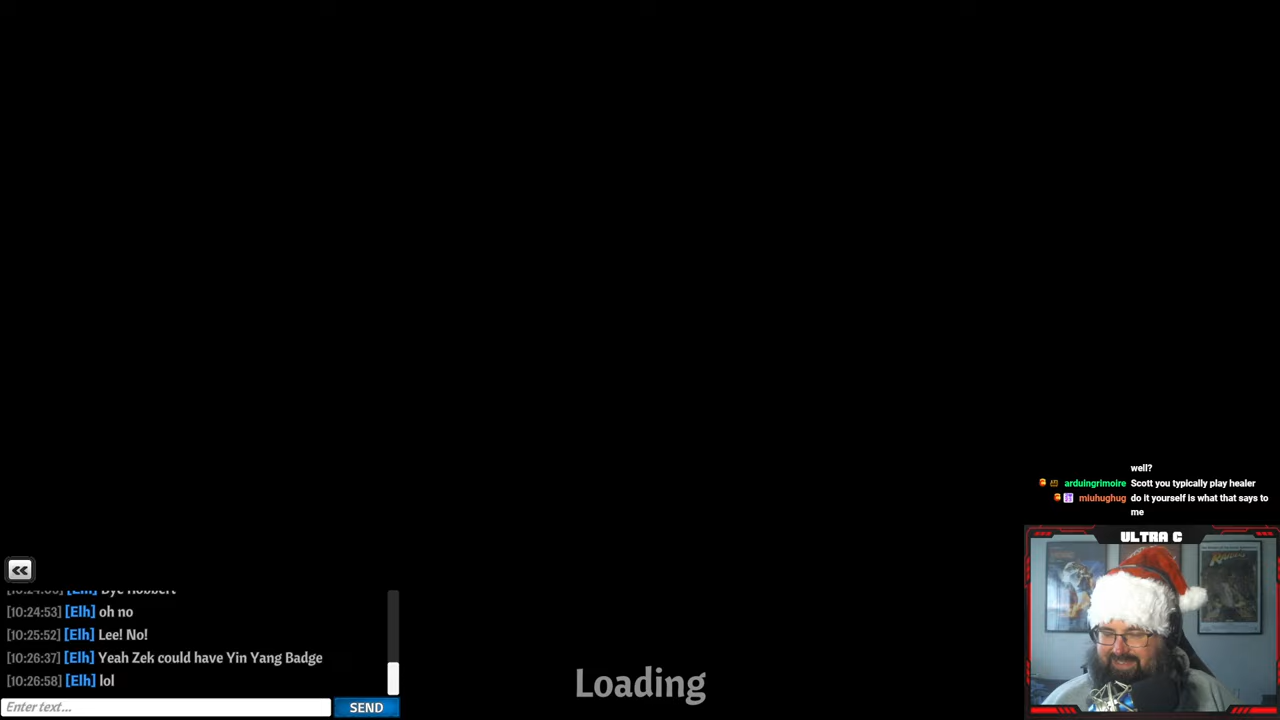 well?
arduingrimoire Scott you typically play healer
miuhughug do it yourself is what that says to
me
ULTRA C
[10:24:53] [Elh] oh no
[10:25:52] [Elh] Lee! No!
[10:26:37] [Elh] Yeah Zek could have Yin Yang Badge
[10:26:58] [Elh] lol
Enter text...
SEND
Loading